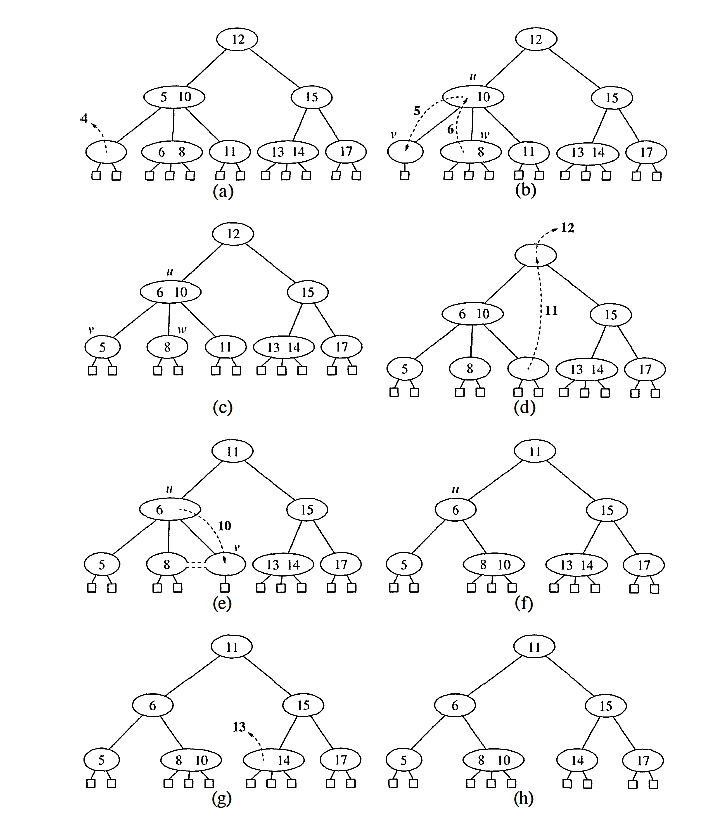 12 12
u
5 10 15 5 10 15
4 6
v w
6 8 11 13 14 17 8 11 13 14 17
(a) (b)
12 12
u
6 10 15 11
6 10 15
v w
5 8 11 13 14 17
5 8 13 14 17
(c) (d)
11 11
u u
6 15 6 15
10
v
5 8 13 14 17 5 8 10 13 14 17
(e) (f)
11 11
6 15 6 15
13
5 8 10 14 17 5 8 10 14 17
(g) (h)